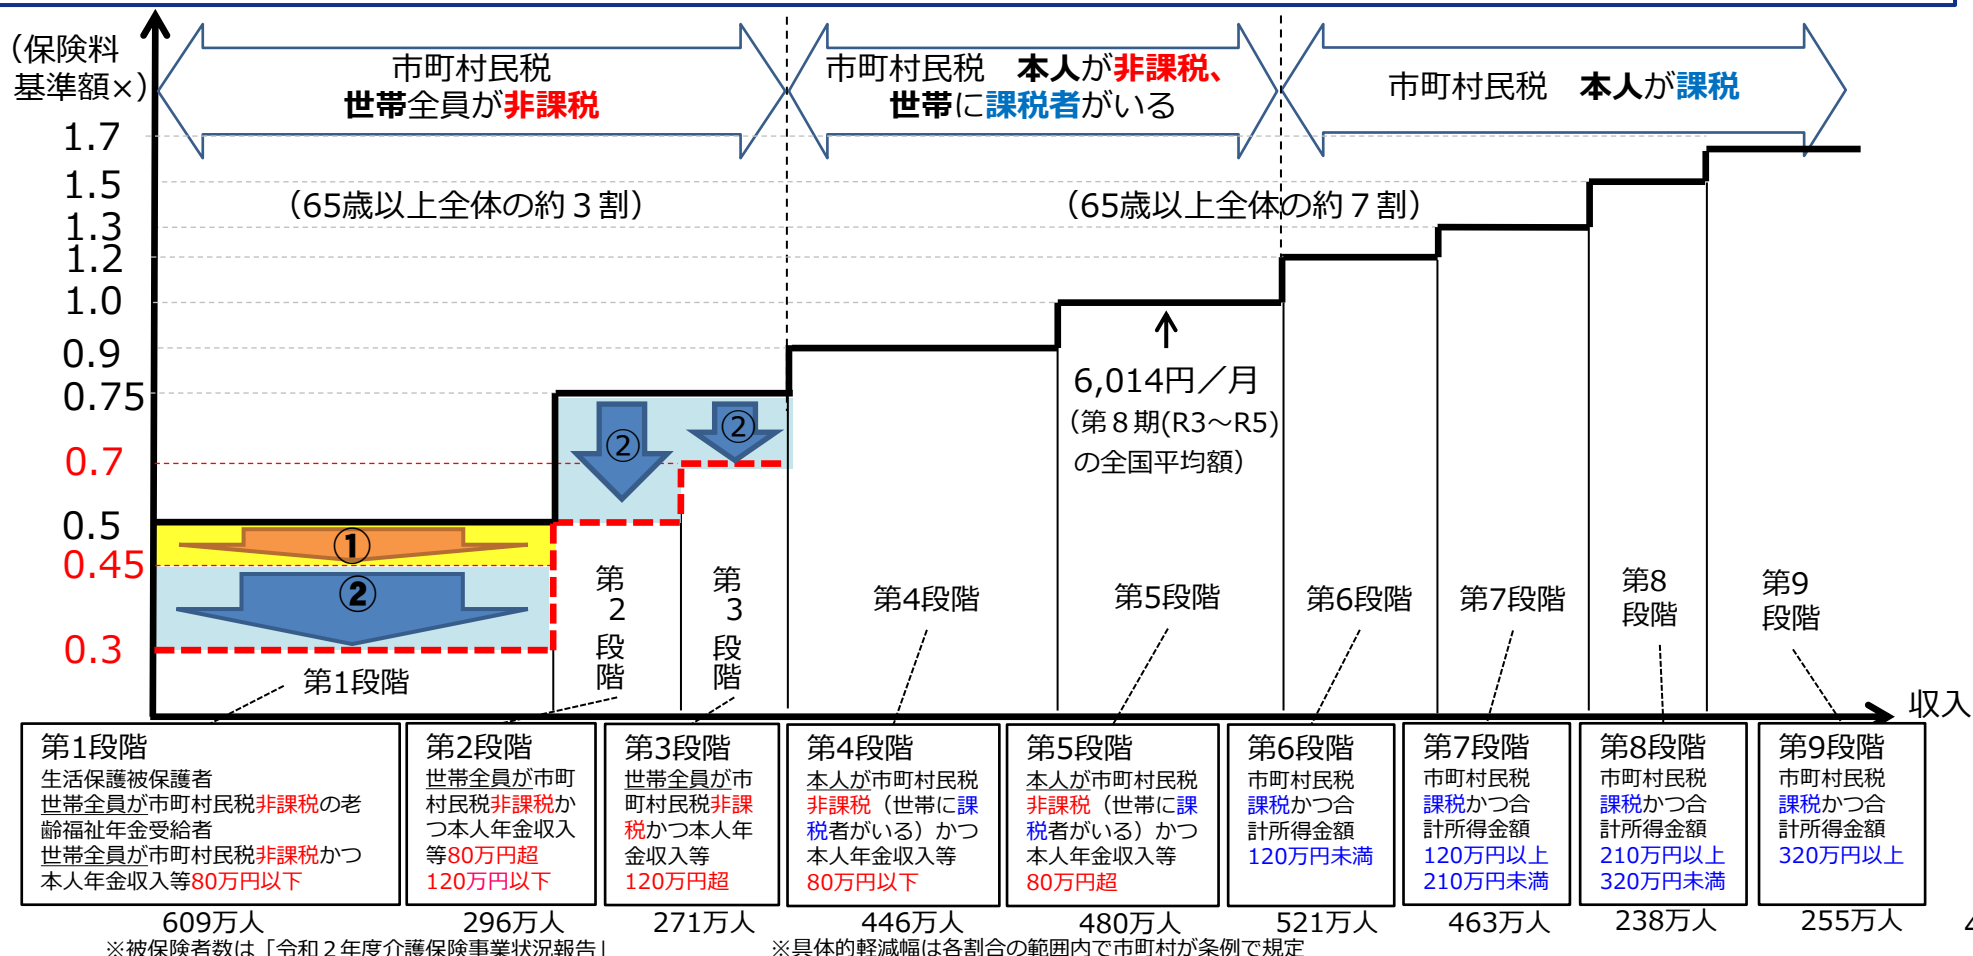 (保険料
基準額×)
市町村民税
世帯全員が非課税
市町村民税　本人が非課税、
世帯に課税者がいる
市町村民税　本人が課税
(65歳以上全体の約３割)
(65歳以上全体の約７割)
1.7
1.5
1.3
1.2
1.0
0.9
0.75
0.7
0.5
0.45
0.3
②
②
①
②
6,014円／月
(第８期(R3～R5)
の全国平均額)
第1段階
第２段階
第３段階
第4段階
第5段階
第6段階
第7段階
第8
段階
第9
段階
収入
第1段階
生活保護被保護者
世帯全員が市町村民税非課税の老
齢福祉年金受給者
世帯全員が市町村民税非課税かつ
本人年金収入等80万円以下
第2段階
世帯全員が市町
村民税非課税か
つ本人年金収入
等80万円超
120万円以下
第3段階
世帯全員が市
町村民税非課
税かつ本人年
金収入等
120万円超
第4段階
本人が市町村民税
非課税（世帯に課
税者がいる）かつ
本人年金収入等
80万円以下
第5段階
本人が市町村民税
非課税（世帯に課
税者がいる）かつ
本人年金収入等
80万円超
第6段階
市町村民税
課税かつ合
計所得金額
120万円未満
第7段階
市町村民税
課税かつ合
計所得金額
120万円以上
210万円未満
第8段階
市町村民税
課税かつ合
計所得金額
210万円以上
320万円未満
第9段階
市町村民税
課税かつ合
計所得金額
320万円以上
609万人
296万人
271万人
446万人
480万人
521万人
463万人
238万人
255万人
※被保険者数は「令和２年度介護保険事業状況報告」
※具体的軽減幅は各割合の範囲内で市町村が条例で規定